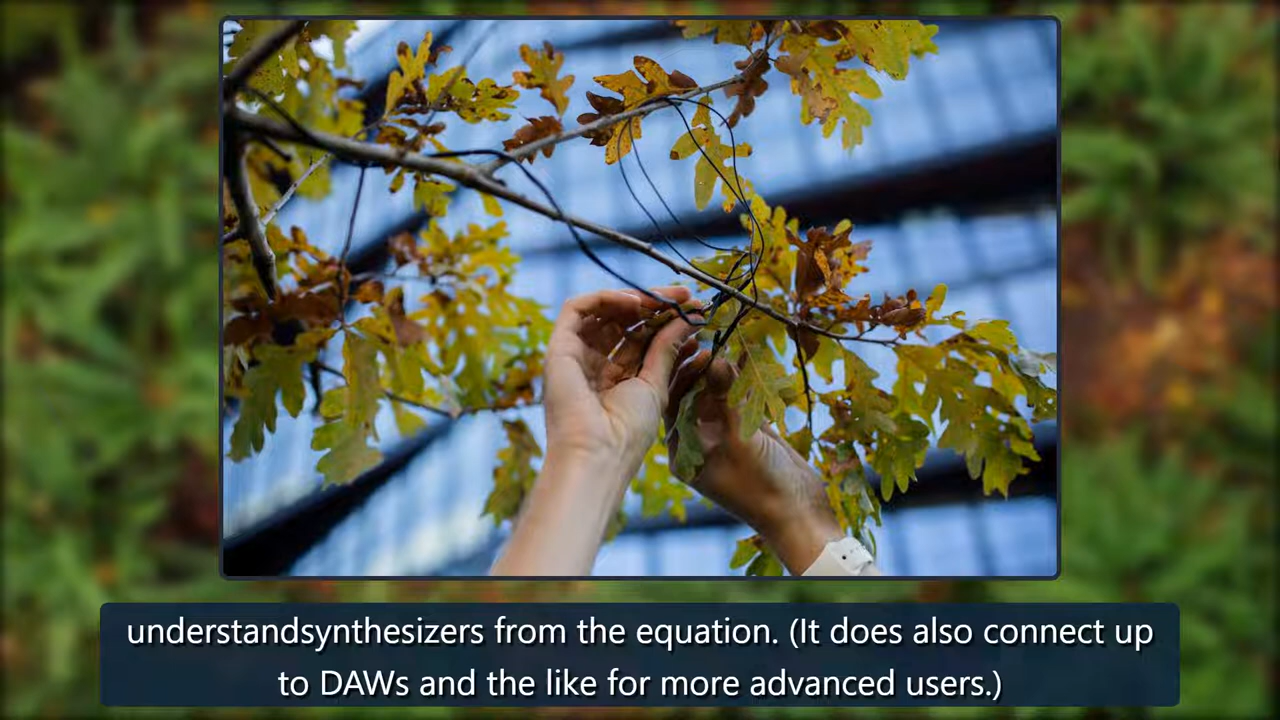 understandsynthesizers from the equation. (It does also connect up
to DAWs and the like for more advanced users.)